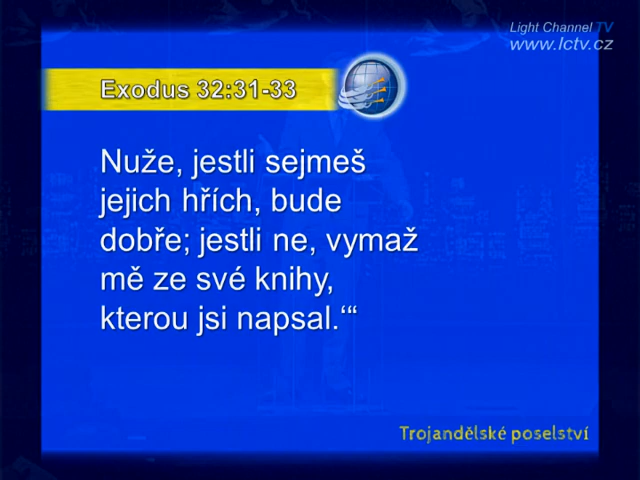 Light Channel TV
www.lctv.cz
Exodus 32:31-33
Nuže, jestli sejmeš
jejich hřích, bude
dobře; jestli ne, vymaž
mě ze své knihy,
kterou jsi napsal.‘“
Trojandělské poselství